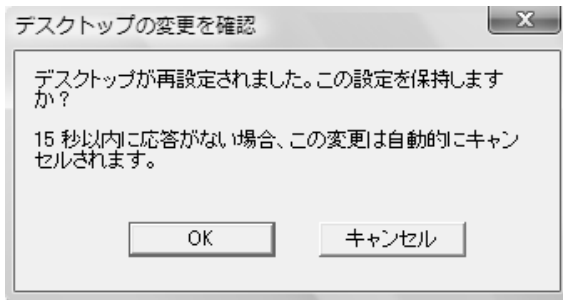 デスクトップの変更を確認
デスクトップが再設定されました。この設定を保持します
か？
15 秒以内に応答がない場合、この変更は自動的にキャン
セルされます。
OK
キャンセル